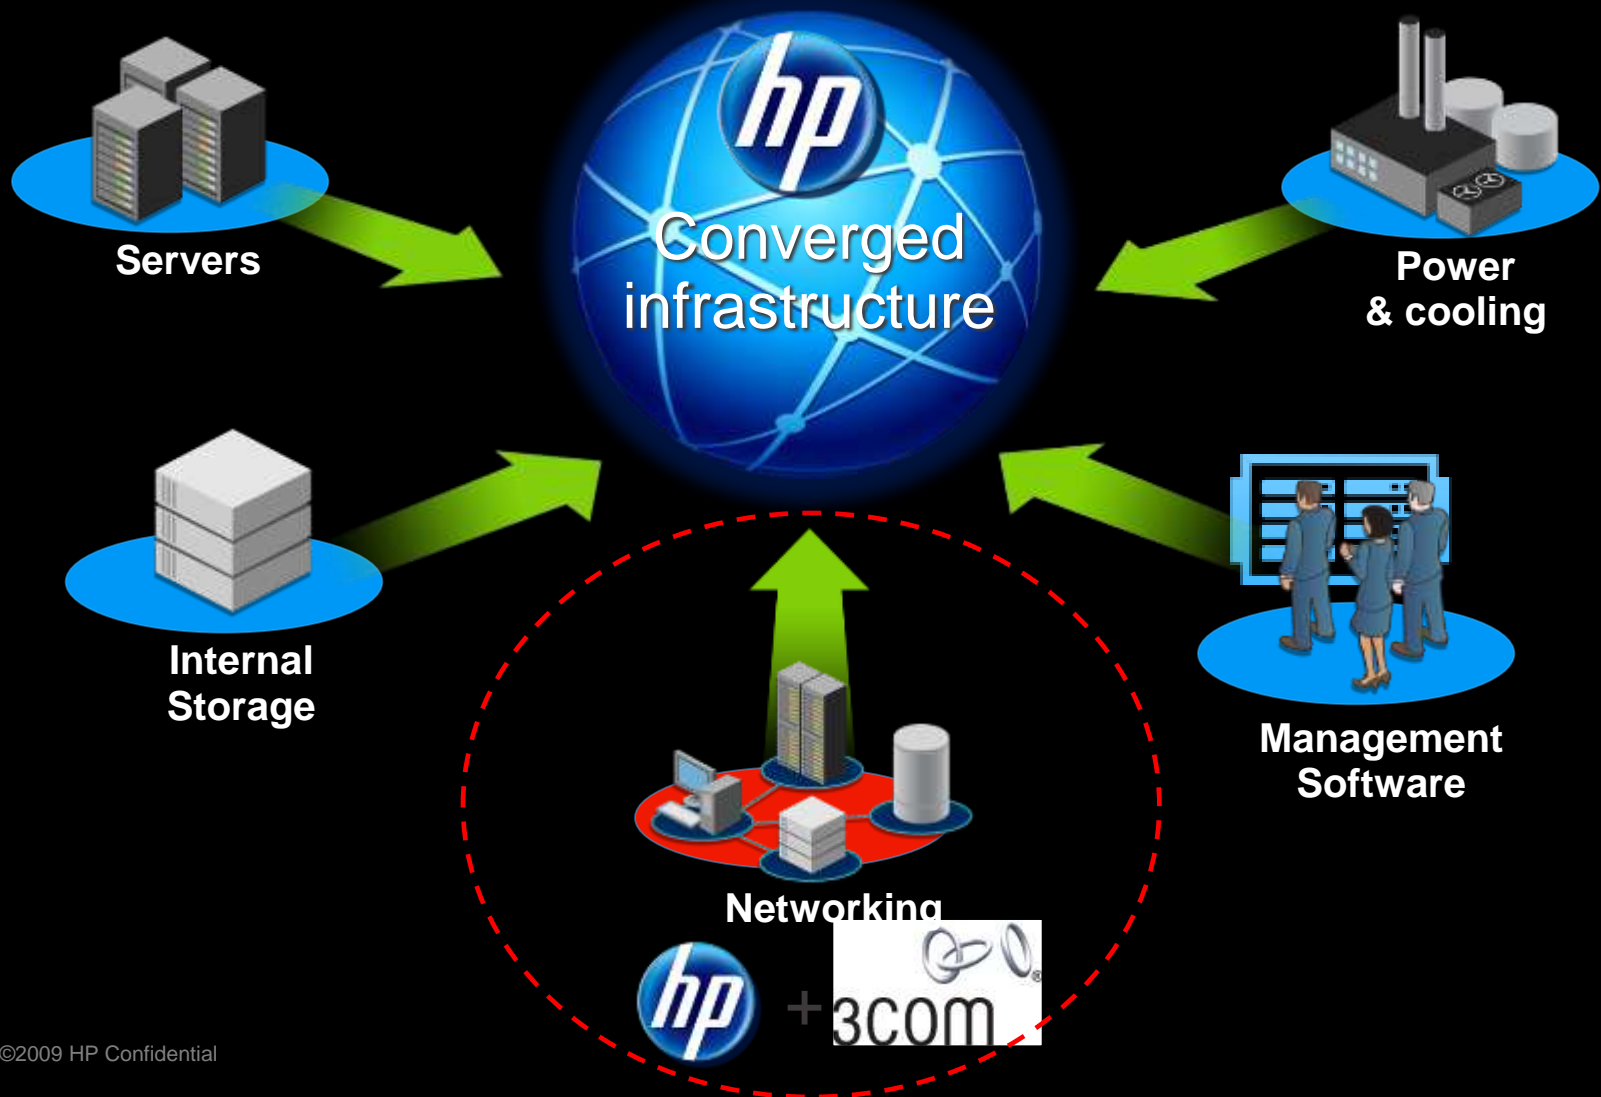 hp
Converged
infrastructure
Servers
Power
& cooling
Internal
Storage
Management
Software
Networking
hp + 3COM
®
©2009 HP Confidential